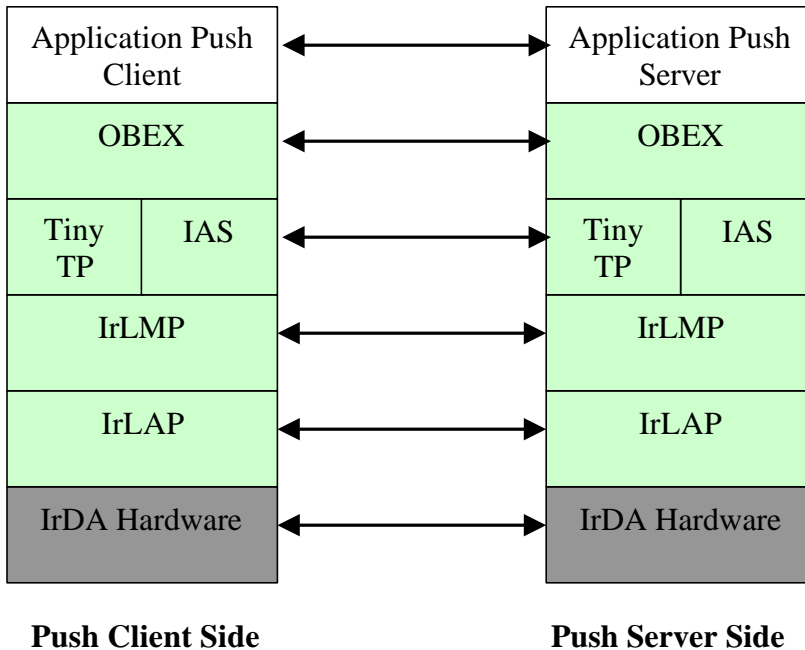 Application Push
Client
Application Push
Server
OBEX
OBEX
Tiny
TP
IAS
Tiny
TP
IAS
IrLMP
IrLMP
IrLAP
IrLAP
IrDA Hardware
IrDA Hardware
Push Client Side
Push Server Side